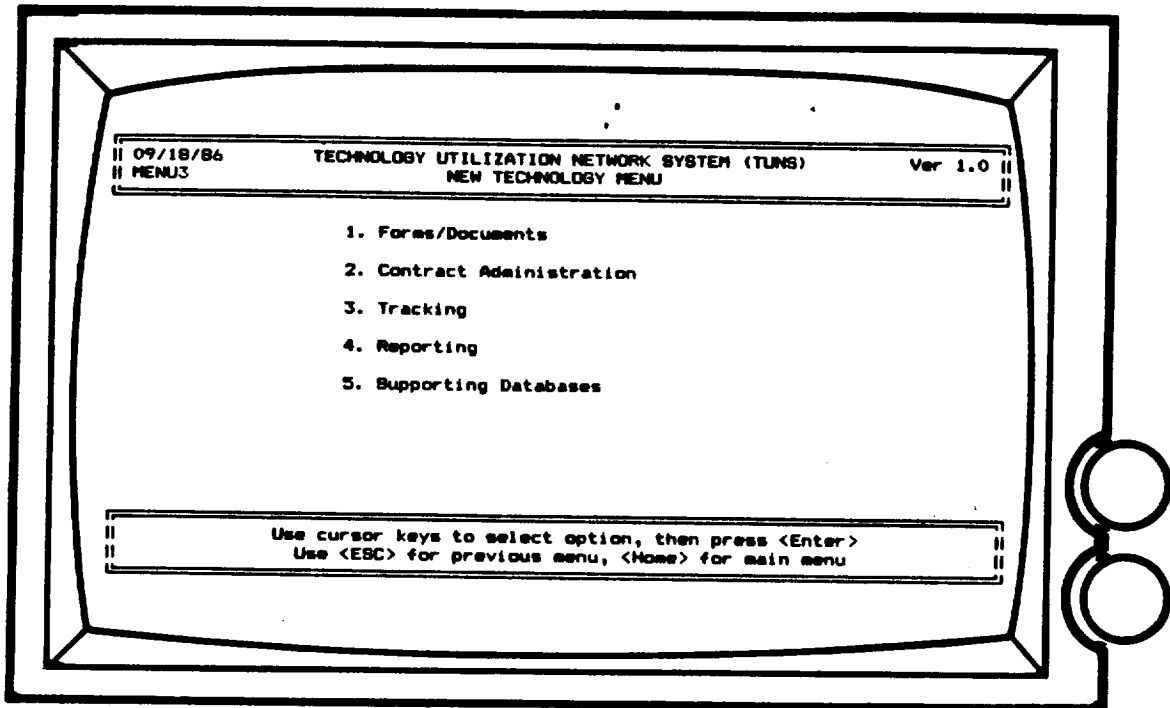 09/18/86 TECHNOLOGY UTILIZATION NETWORK SYSTEM (TUNS) Ver 1.0
MENU3 NEW TECHNOLOGY MENU
1. Forms/Documents
2. Contract Administration
3. Tracking
4. Reporting
5. Supporting Databases
Use cursor keys to select option, then press <Enter>
Use <ESC> for previous menu, <Home> for main menu